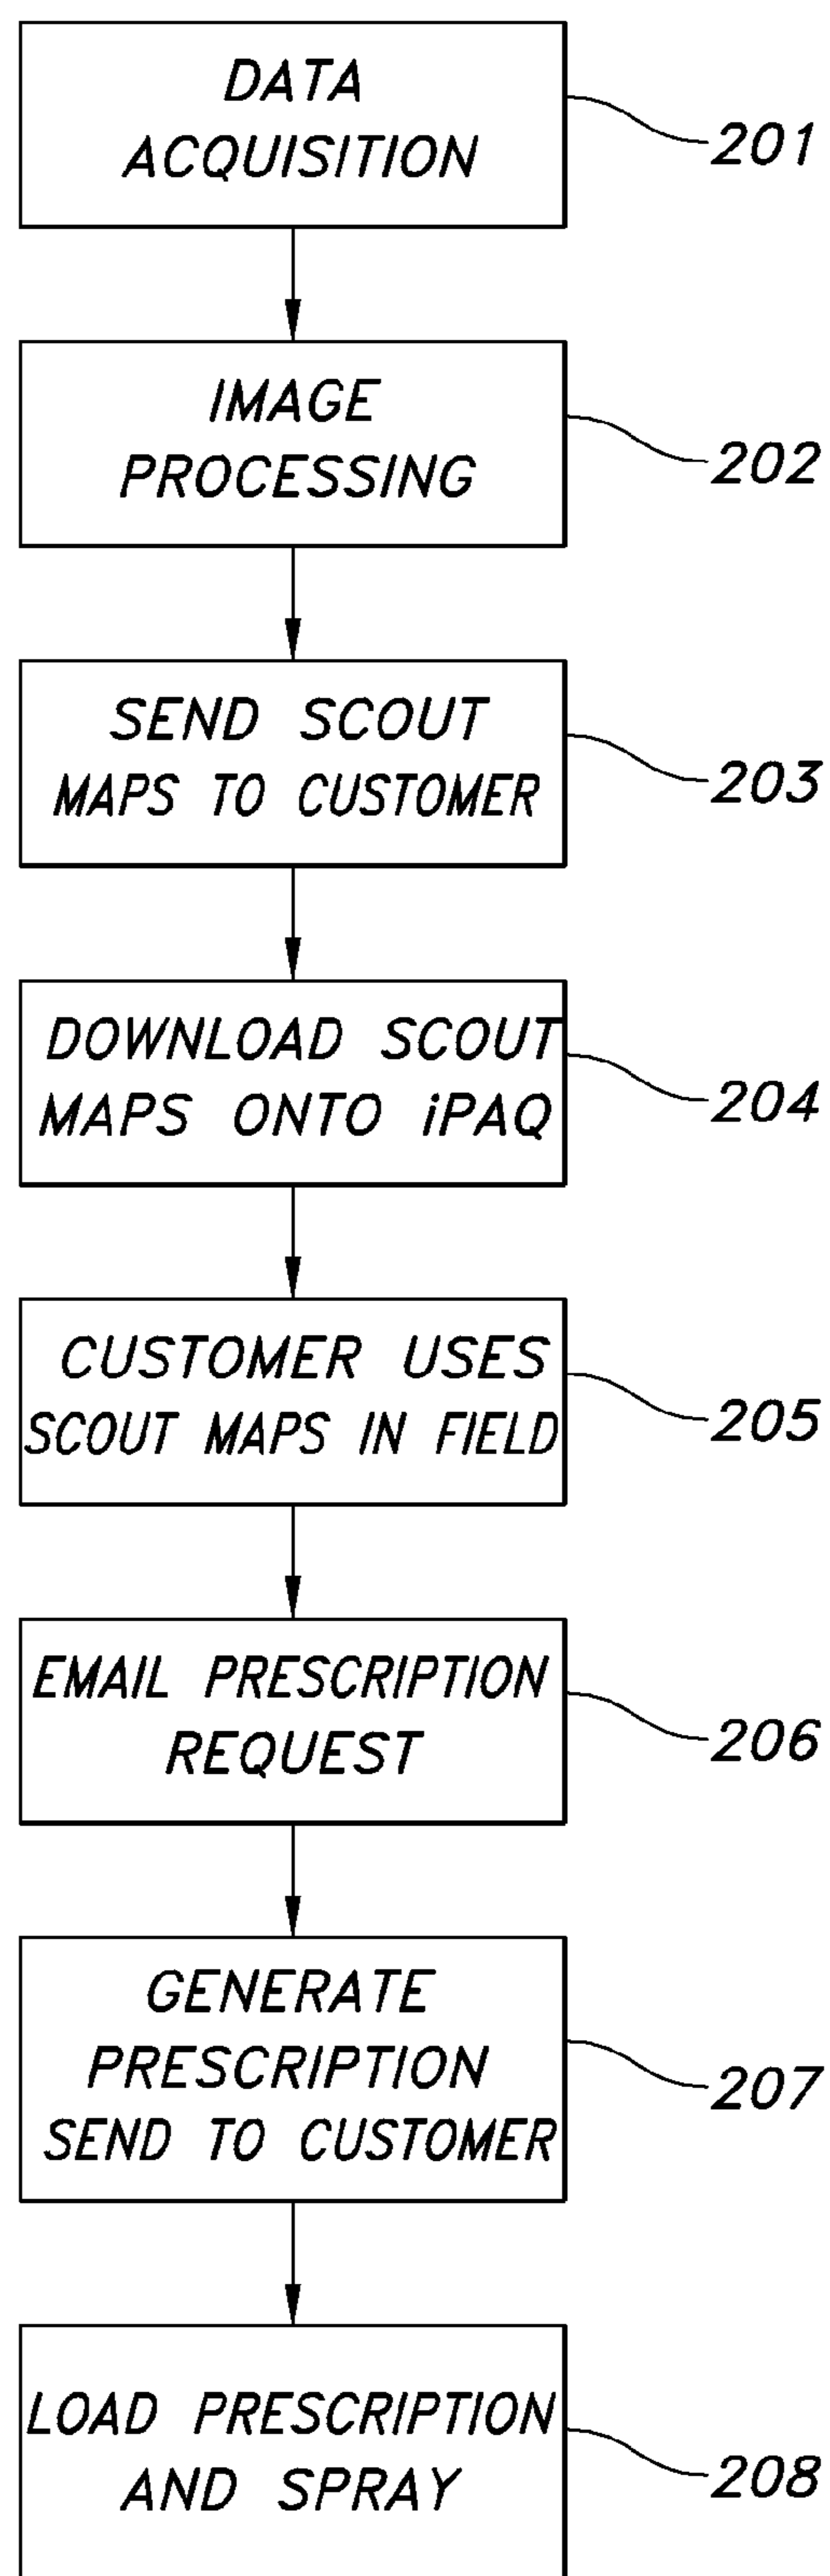 DATA
ACQUISITION
201
IMAGE
PROCESSING
202
SEND SCOUT
MAPS TO CUSTOMER
203
DOWNLOAD SCOUT
MAPS ONTO iPAQ
204
CUSTOMER USES
SCOUT MAPS IN FIELD
205
EMAIL PRESCRIPTION
REQUEST
206
GENERATE
PRESCRIPTION
SEND TO CUSTOMER
207
LOAD PRESCRIPTION
AND SPRAY
208